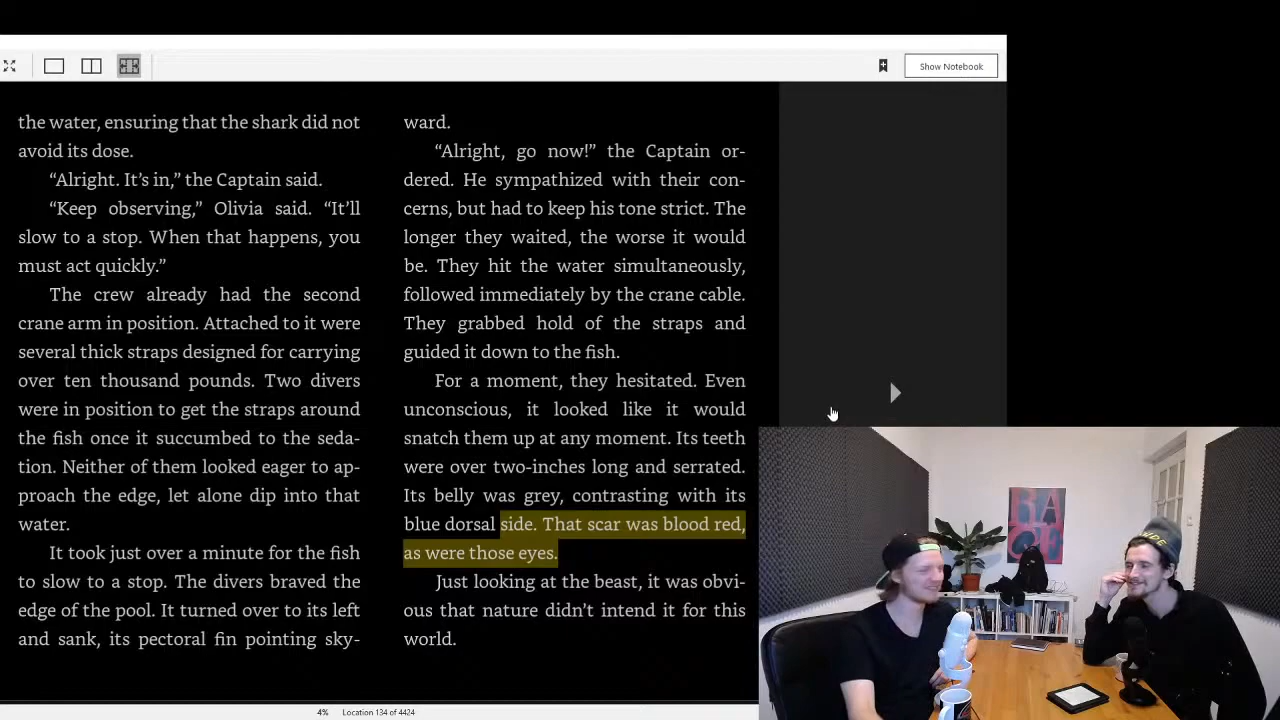 Show Notebook
the water, ensuring that the shark did not
avoid its dose.
“Alright. It’s in,” the Captain said.
“Keep observing,” Olivia said. “It’ll
slow to a stop. When that happens, you
must act quickly.”
The crew already had the second
crane arm in position. Attached to it were
several thick straps designed for carrying
over ten thousand pounds. Two divers
were in position to get the straps around
the fish once it succumbed to the seda-
tion. Neither of them looked eager to ap-
proach the edge, let alone dip into that
water.
It took just over a minute for the fish
to slow to a stop. The divers braved the
edge of the pool. It turned over to its left
and sank, its pectoral fin pointing sky-
ward.
“Alright, go now!” the Captain or-
dered. He sympathized with their con-
cerns, but had to keep his tone strict. The
longer they waited, the worse it would
be. They hit the water simultaneously,
followed immediately by the crane cable.
They grabbed hold of the straps and
guided it down to the fish.
For a moment, they hesitated. Even
unconscious, it looked like it would
snatch them up at any moment. Its teeth
were over two-inches long and serrated.
Its belly was grey, contrasting with its
blue dorsal side. That scar was blood red,
as were those eyes.
Just looking at the beast, it was obvi-
ous that nature didn’t intend it for this
world.
4% Location 134 of 4424
RA
GE